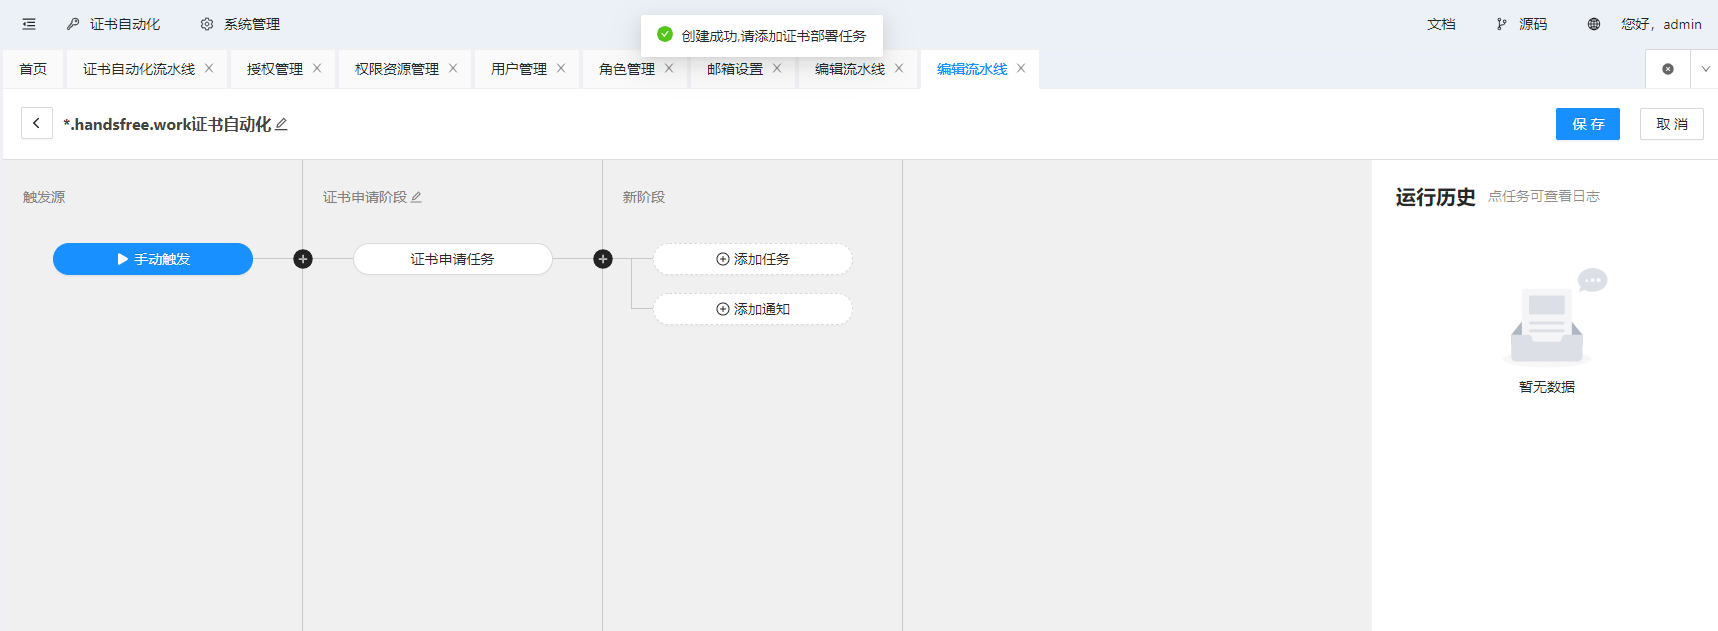 证书自动化 系统管理 文档 源码 您好，admin
创建成功,请添加证书部署任务
首页 证书自动化流水线 授权管理 权限资源管理 用户管理 角色管理 邮箱设置 编辑流水线 编辑流水线
*.handsfree.work证书自动化 保 存 取 消
触发源 证书申请阶段 新阶段 运行历史 点任务可查看日志
手动触发 证书申请任务 添加任务
添加通知
暂无数据